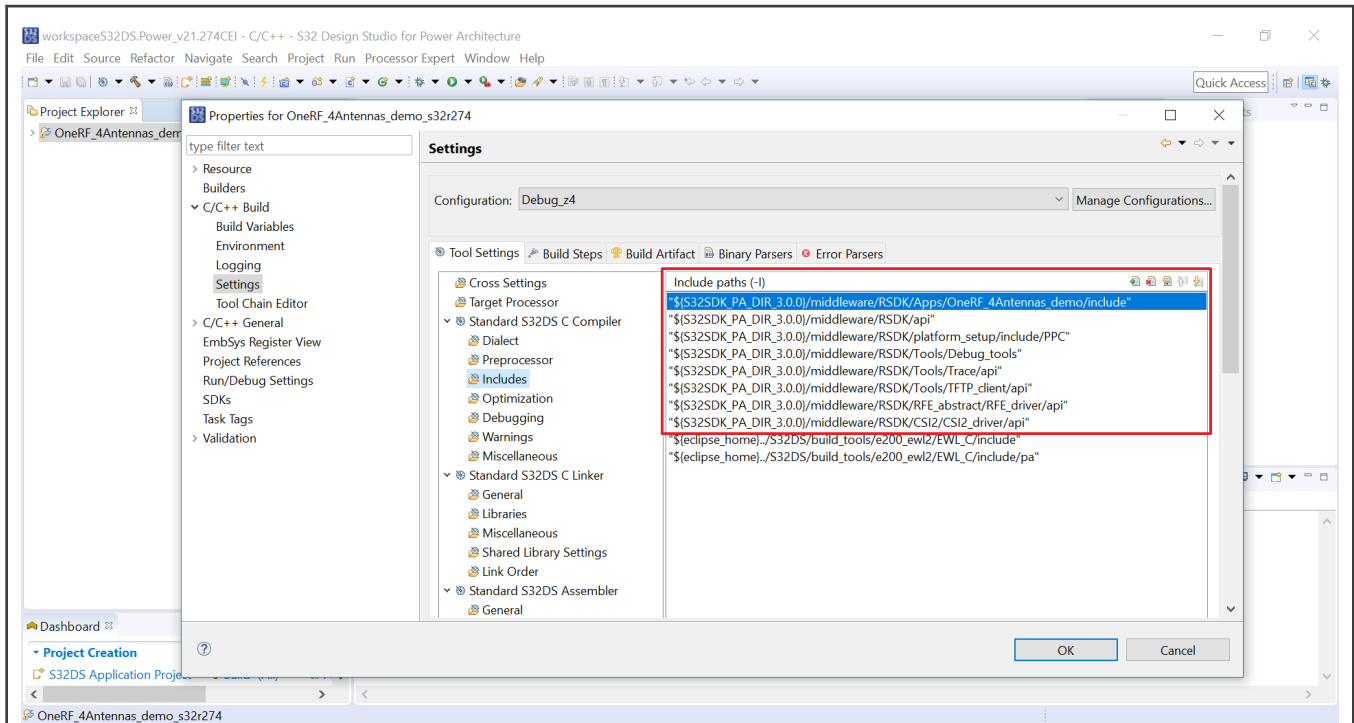 workspaceS32DS.Power_v21.274CEI - C/C++ - S32 Design Studio for Power Architecture
File Edit Source Refactor Navigate Search Project Run Processor Expert Window Help
Quick Access
Project Explorer
OneRF_4Antennas_dem
Properties for OneRF_4Antennas_demo_s32r274
type filter text
Resource
Builders
C/C++ Build
Build Variables
Environment
Logging
Settings
Tool Chain Editor
C/C++ General
EmbSys Register View
Project References
Run/Debug Settings
SDKs
Task Tags
Validation
Settings
Configuration: Debug_z4 Manage Configurations...
Tool Settings Build Steps Build Artifact Binary Parsers Error Parsers
Cross Settings
Target Processor
Standard S32DS C Compiler
Dialect
Preprocessor
Includes
Optimization
Debugging
Warnings
Miscellaneous
Standard S32DS C Linker
General
Libraries
Miscellaneous
Shared Library Settings
Link Order
Standard S32DS Assembler
General
Include paths (-I)
"${S32SDK_PA_DIR_3.0.0}/middleware/RSDK/Apps/OneRF_4Antennas_demo/include"
"${S32SDK_PA_DIR_3.0.0}/middleware/RSDK/api"
"${S32SDK_PA_DIR_3.0.0}/middleware/RSDK/platform_setup/include/PPC"
"${S32SDK_PA_DIR_3.0.0}/middleware/RSDK/Tools/Debug_tools"
"${S32SDK_PA_DIR_3.0.0}/middleware/RSDK/Tools/Trace/api"
"${S32SDK_PA_DIR_3.0.0}/middleware/RSDK/Tools/TFTP_client/api"
"${S32SDK_PA_DIR_3.0.0}/middleware/RSDK/RFE_abstract/RFE_driver/api"
"${S32SDK_PA_DIR_3.0.0}/middleware/RSDK/CSI2/CSI2_driver/api"
"${eclipse_home}../S32DS/build_tools/e200_ewl2/EWL_C/include"
"${eclipse_home}../S32DS/build_tools/e200_ewl2/EWL_C/include/pa"
OK Cancel
Dashboard
Project Creation
S32DS Application Proje
OneRF_4Antennas_demo_s32r274